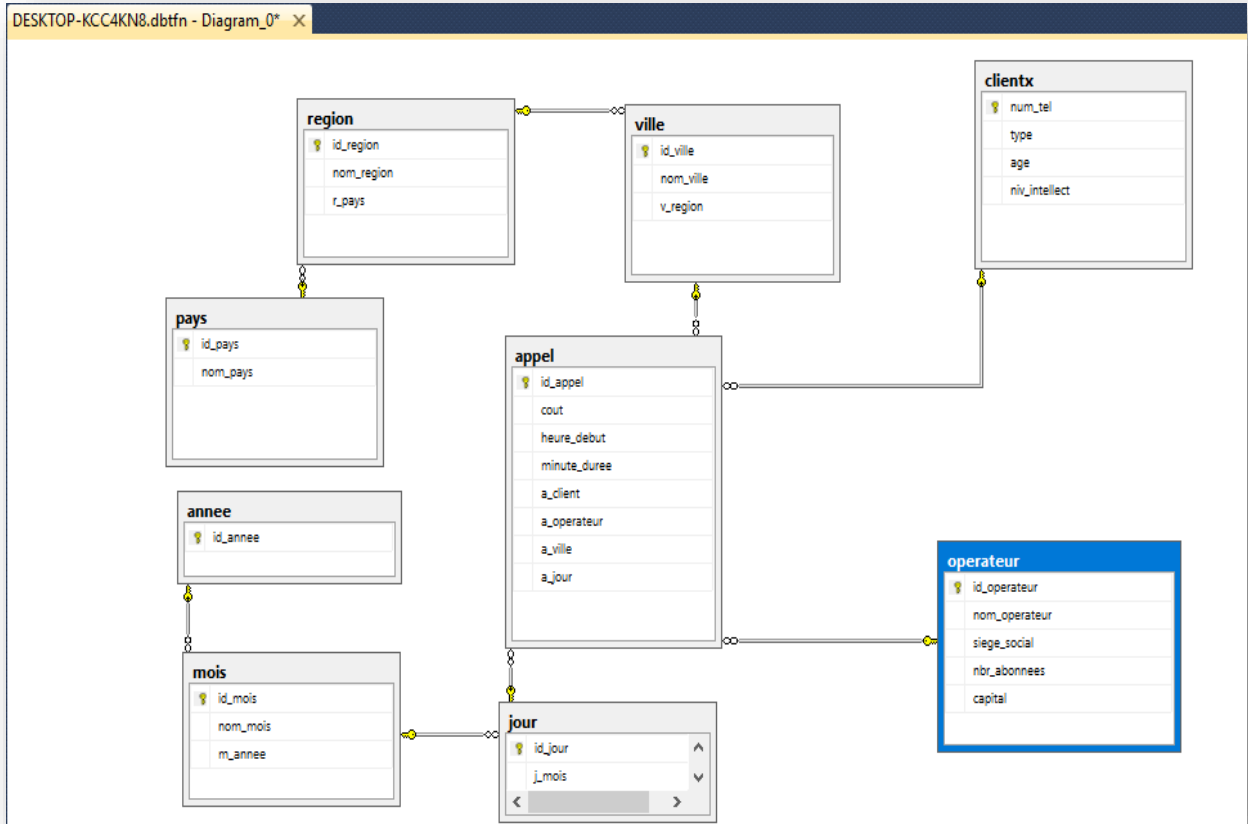 DESKTOP-KCC4KN8.dbtfn - Diagram_0*
region
id_region
nom_region
r_pays
ville
id_ville
nom_ville
v_region
clientx
num_tel
type
age
niv_intellect
pays
id_pays
nom_pays
appel
id_appel
cout
heure_debut
minute_duree
a_client
a_operateur
a_ville
a_jour
annee
id_annee
operateur
id_operateur
nom_operateur
siege_social
nbr_abonnees
capital
mois
id_mois
nom_mois
m_annee
jour
id_jour
j_mois